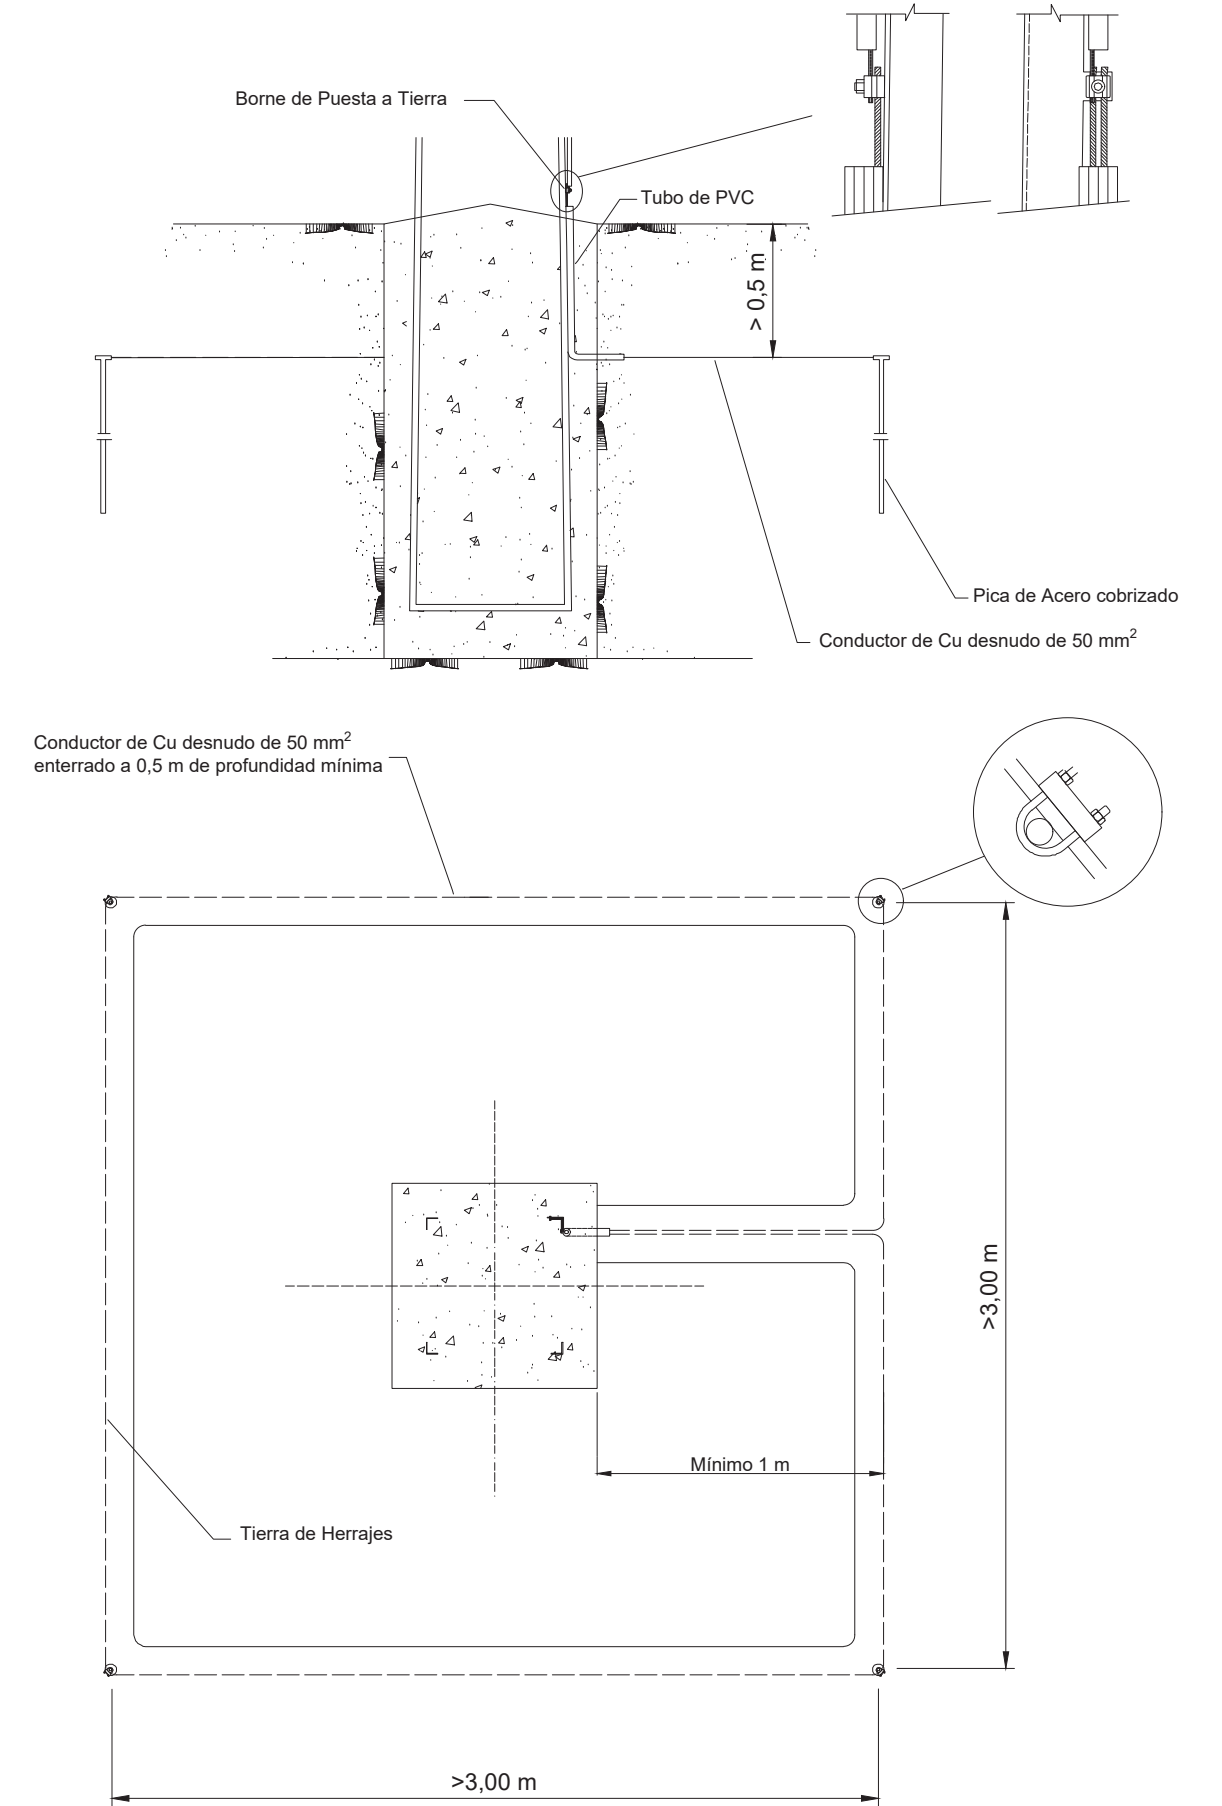 Borne de Puesta a Tierra
Tubo de PVC
> 0,5 m
Pica de Acero cobrizado
Conductor de Cu desnudo de 50 mm²
Conductor de Cu desnudo de 50 mm²
enterrado a 0,5 m de profundidad mínima
>3,00 m
Mínimo 1 m
Tierra de Herrajes
>3,00 m